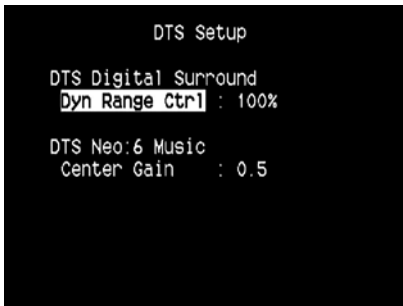 DTS Setup
DTS Digital Surround
Dyn Range Ctrl : 100%
DTS Neo:6 Music
Center Gain : 0.5